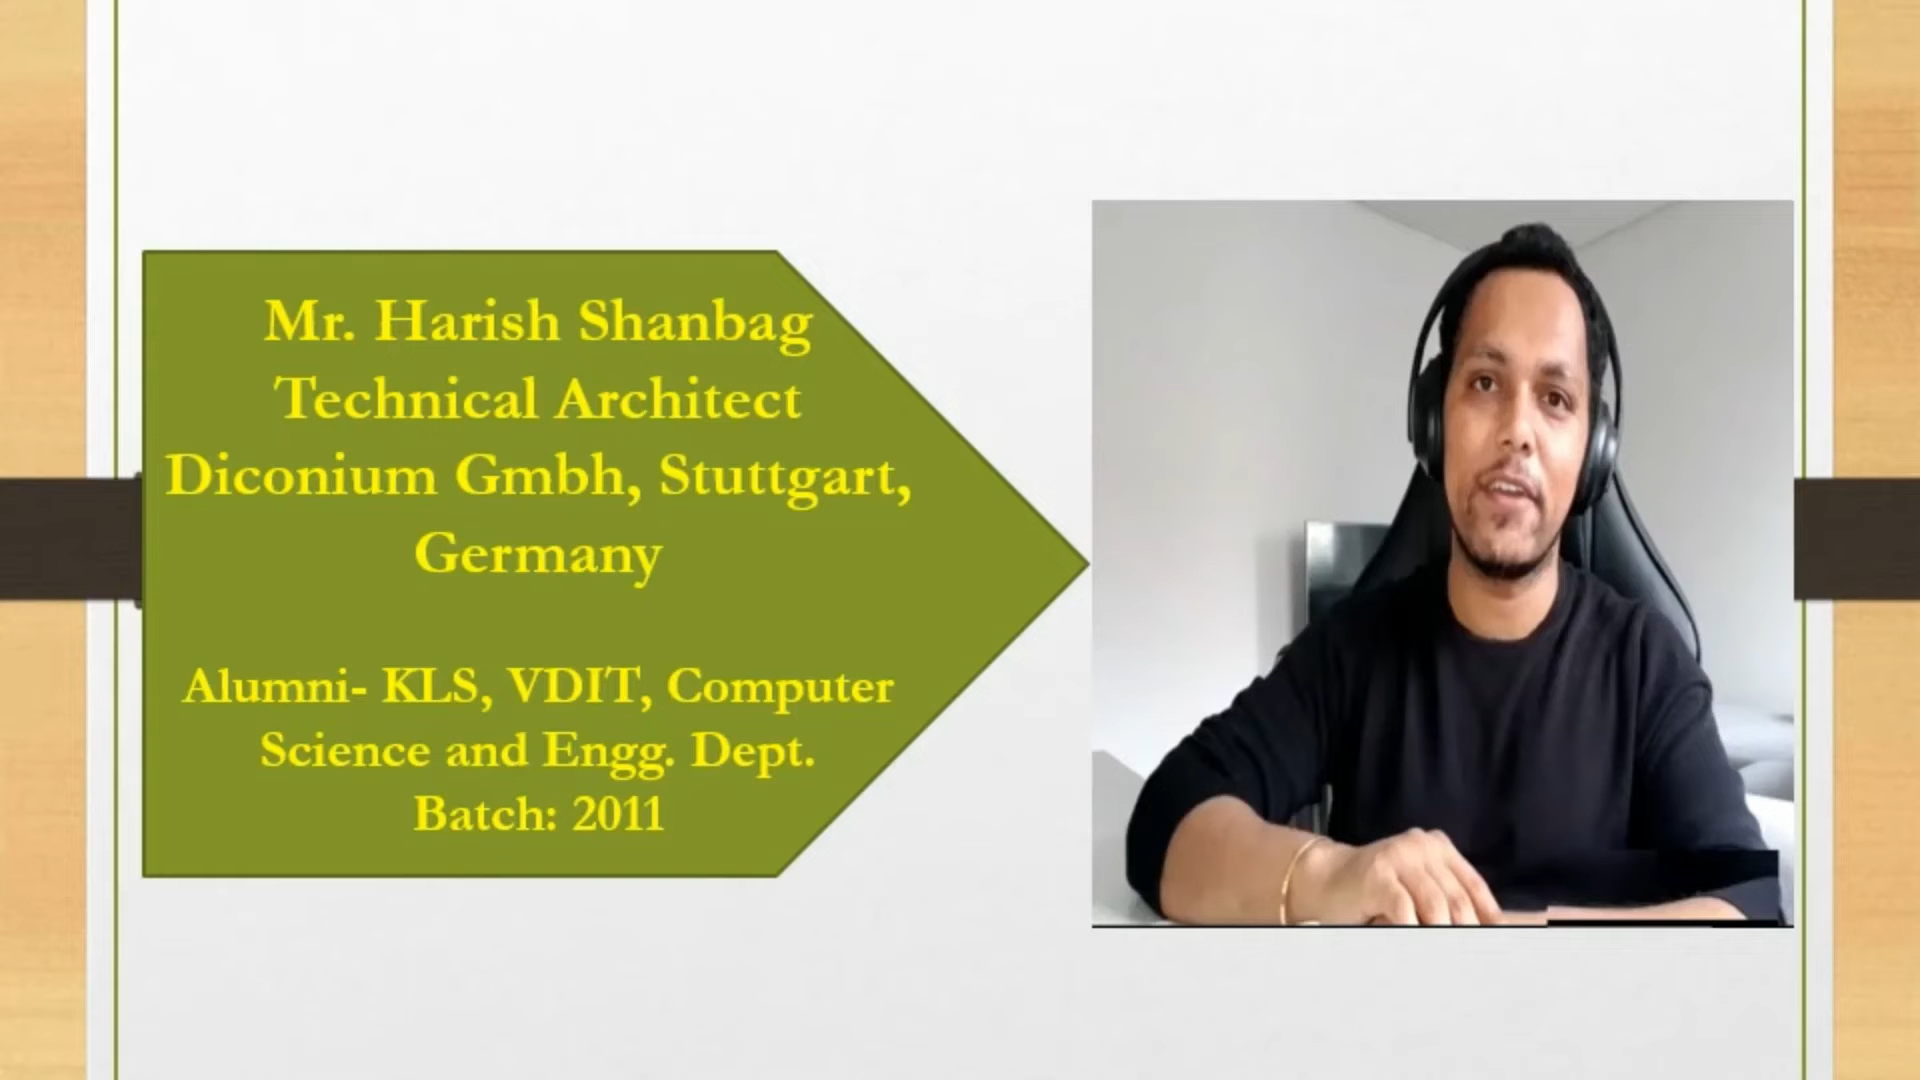 Mr. Harish Shanbag
Technical Architect
Diconium Gmbh, Stuttgart,
Germany
Alumni- KLS, VDIT, Computer
Science and Engg. Dept.
Batch: 2011